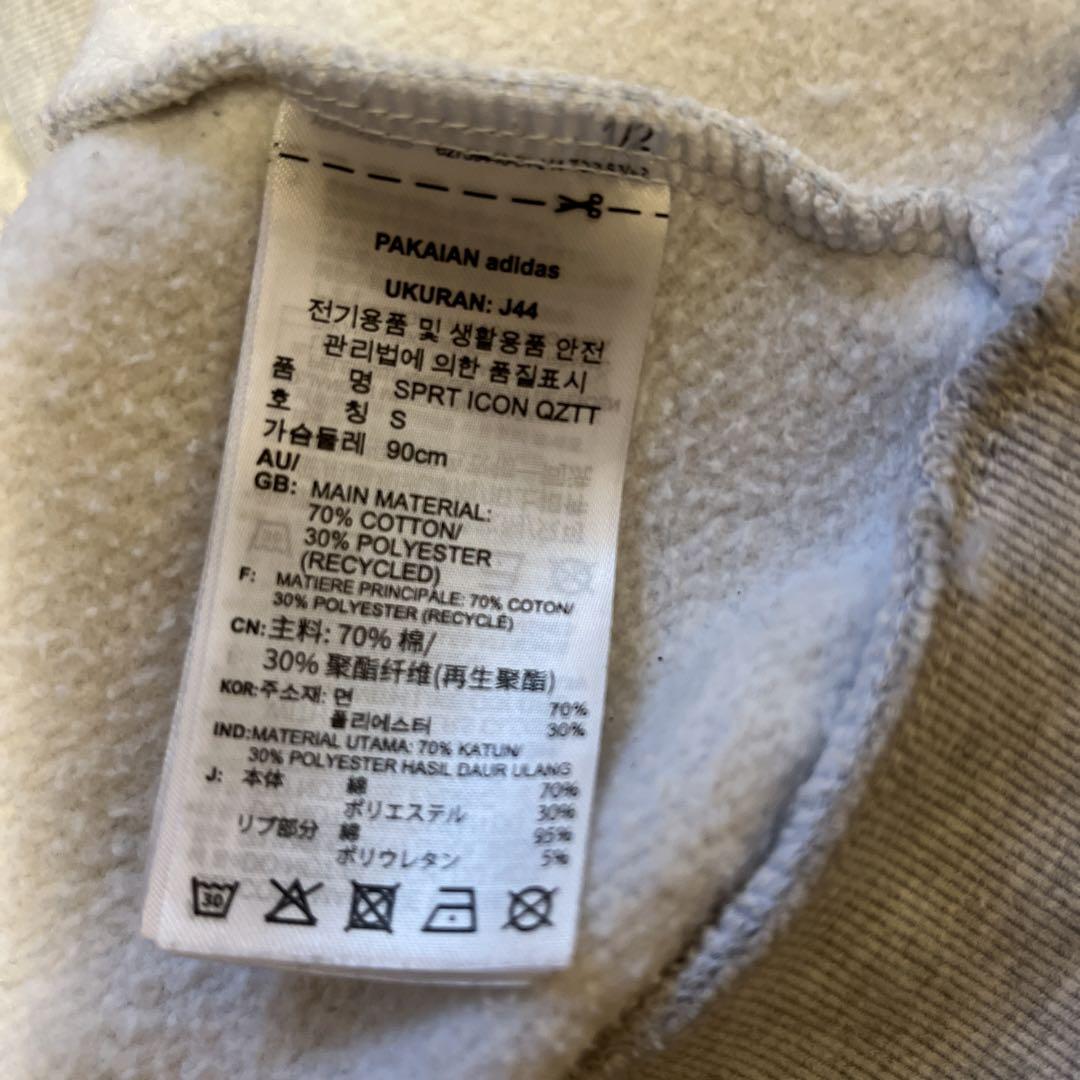 1/2
PAKAIAN adidas
UKURAN: J44
전기용품 및 생활용품 안전
관리법에 의한 품질표시
품 명 SPRT ICON QZTT
호 칭 S
가슴둘레 90cm
AU/
GB: MAIN MATERIAL:
70% COTTON/
30% POLYESTER
(RECYCLED)
F: MATIERE PRINCIPALE: 70% COTON/
30% POLYESTER (RECYCLÉ)
CN: 主料: 70% 棉/
30% 聚酯纤维(再生聚酯)
KOR: 주소재: 면 70%
폴리에스터 30%
IND: MATERIAL UTAMA: 70% KATUN/
30% POLYESTER HASIL DAUR ULANG
J: 本体 綿 70%
ポリエステル 30%
リブ部分 綿 95%
ポリウレタン 5%
30